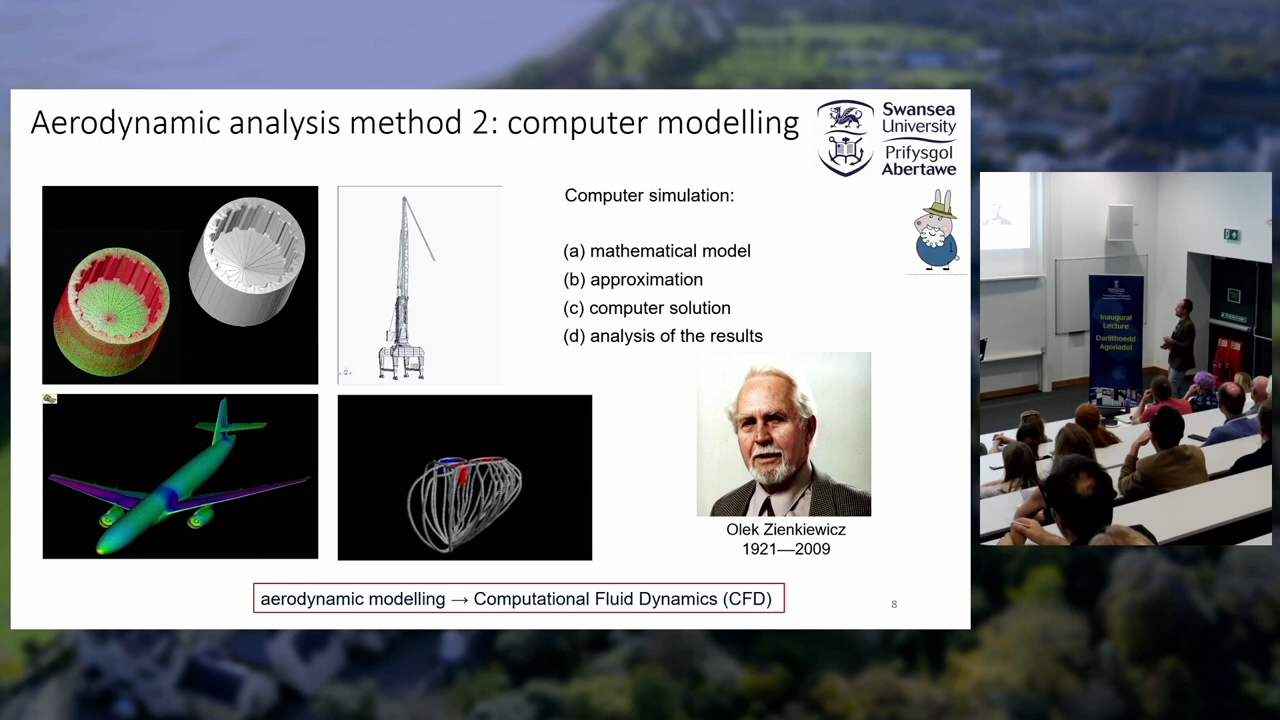 Aerodynamic analysis method 2: computer modelling
Swansea
University
Prifysgol
Abertawe
Computer simulation:
(a) mathematical model
(b) approximation
(c) computer solution
(d) analysis of the results
Olek Zienkiewicz
1921—2009
aerodynamic modelling → Computational Fluid Dynamics (CFD)
8
Inaugural
Lecture
Darlithoedd
Agoriadol